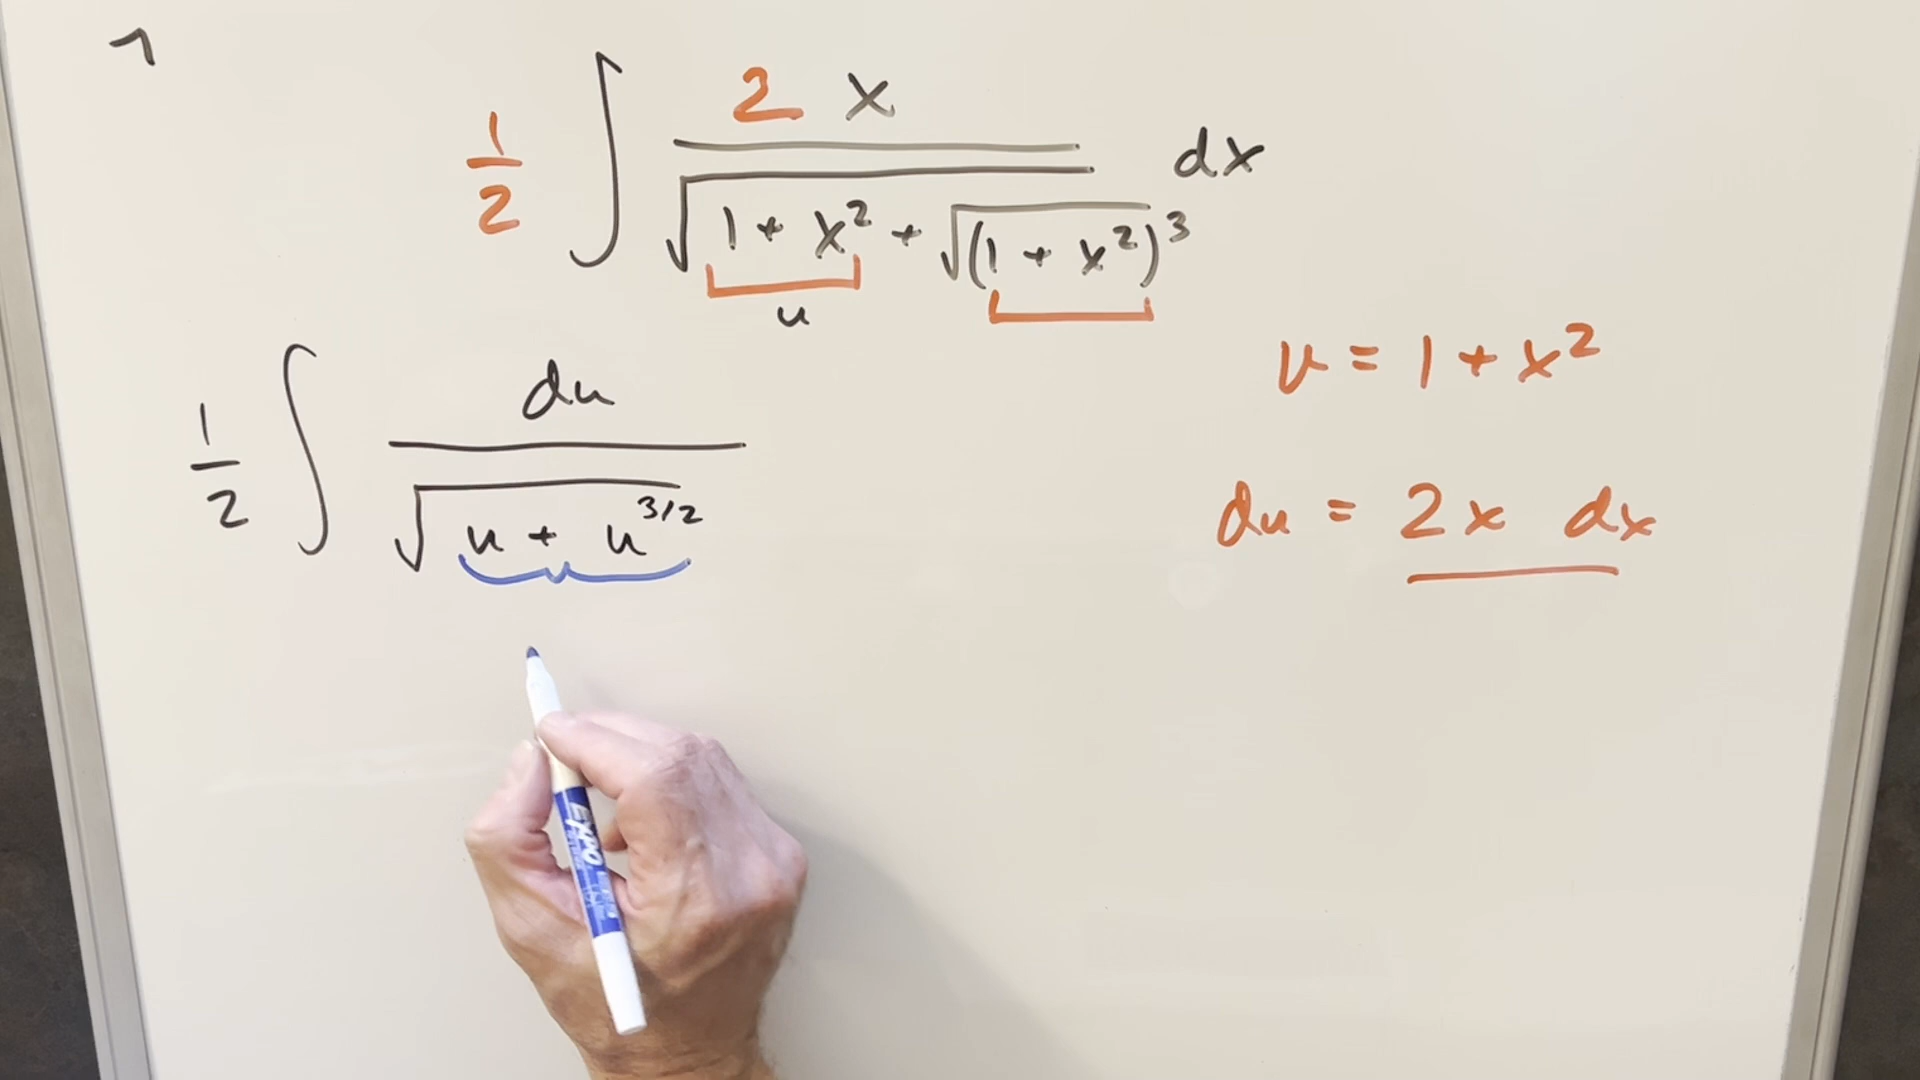 1/2 ∫ 2 x / √(1 + x² + √(1 + x²)³) dx
u
1/2 ∫ du / √(u + u^3/2)
u = 1 + x²
du = 2x dx
EXPO